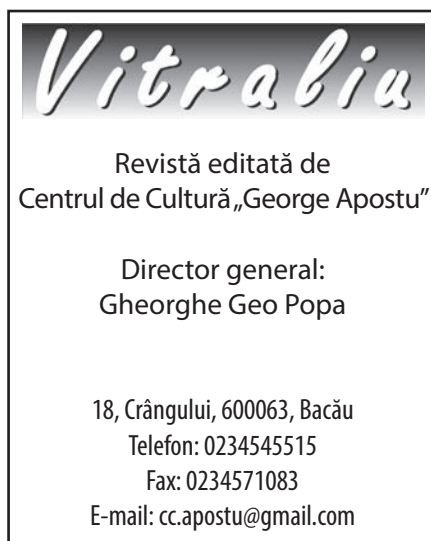 Vitraliu
Revistă editată de
Centrul de Cultură „George Apostu”
Director general:
Gheorghe Geo Popa
18, Crângului, 600063, Bacău
Telefon: 0234545515
Fax: 0234571083
E-mail: cc.apostu@gmail.com